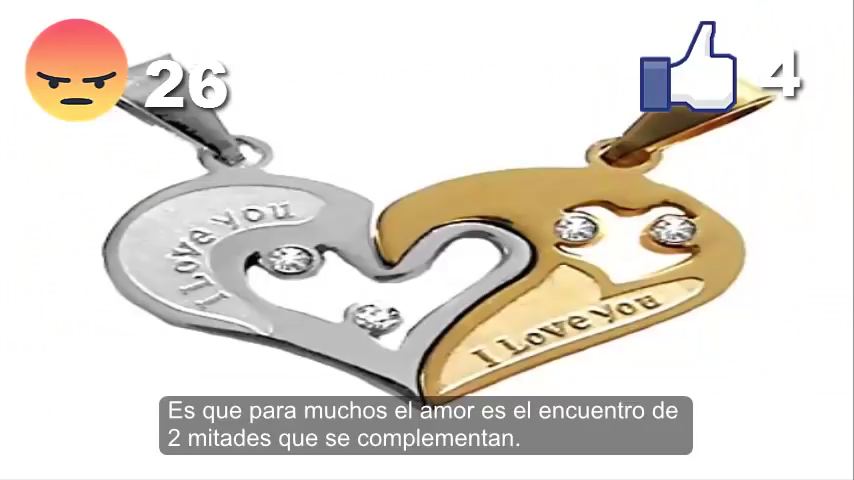 26
4
I Love you
I Love you
Es que para muchos el amor es el encuentro de
2 mitades que se complementan.